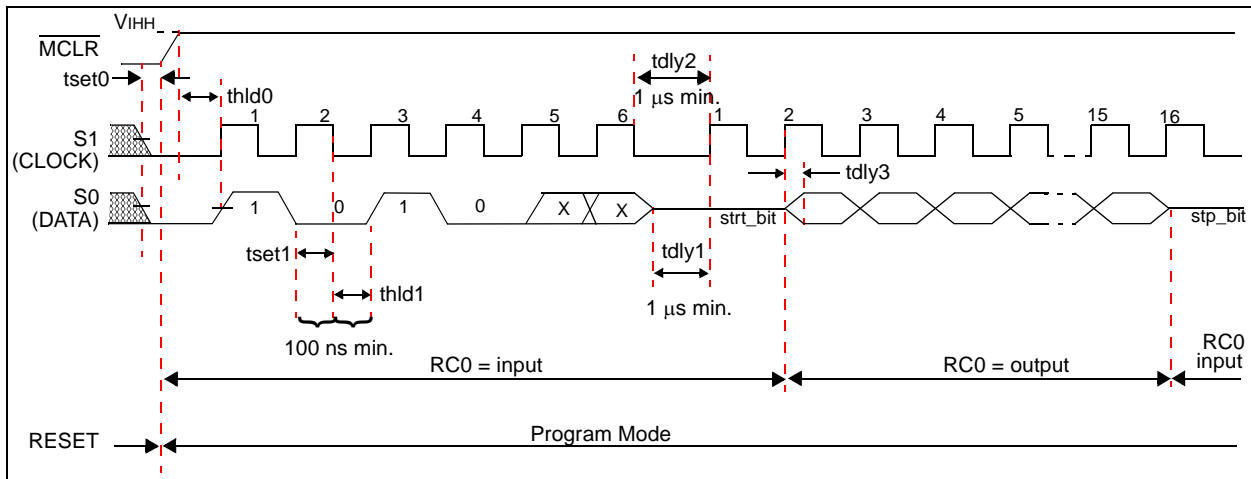 VIHH
MCLR
tset0
thld0
tdly2
1 μs min.
1 2 3 4 5 6 1 2 3 4 5 15 16
S1
(CLOCK)
tdly3
S0
(DATA)
1 0 1 0 X X strt_bit stp_bit
tset1
tdly1
thld1
1 μs min.
100 ns min.
RC0 = input
RC0 = output
RC0
input
RESET
Program Mode